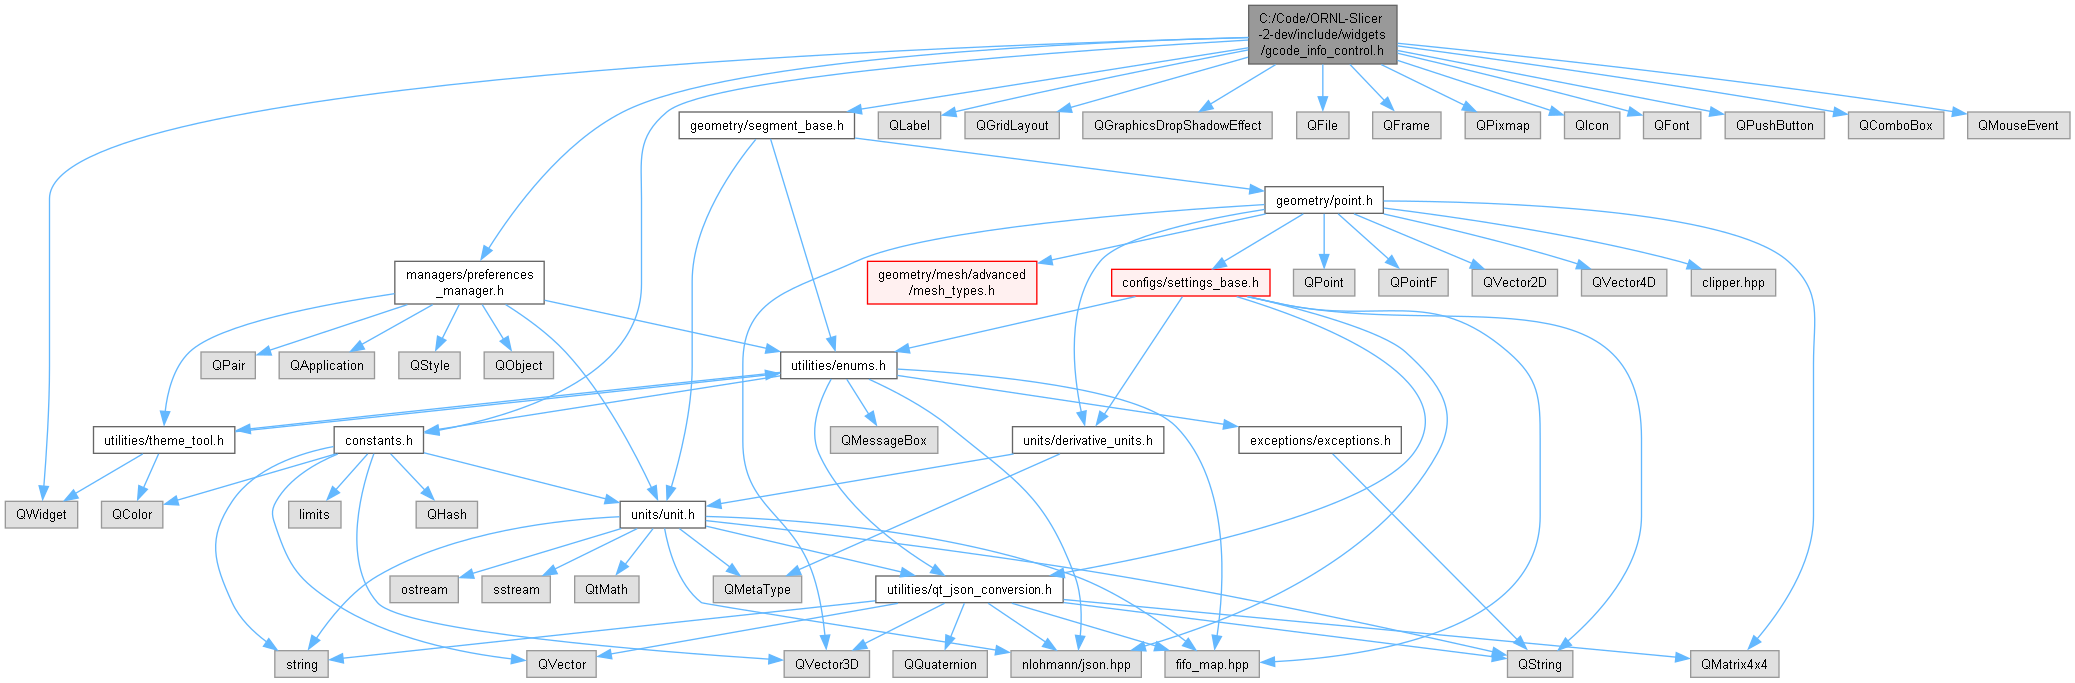 C:/Code/ORNL-Slicer
-2-dev/include/widgets
/gcode_info_control.h
geometry/segment_base.h
QLabel
QGridLayout
QGraphicsDropShadowEffect
QFile
QFrame
QPixmap
QIcon
QFont
QPushButton
QComboBox
QMouseEvent
geometry/point.h
managers/preferences
_manager.h
geometry/mesh/advanced
/mesh_types.h
configs/settings_base.h
QPoint
QPointF
QVector2D
QVector4D
clipper.hpp
QPair
QApplication
QStyle
QObject
utilities/enums.h
utilities/theme_tool.h
constants.h
QMessageBox
units/derivative_units.h
exceptions/exceptions.h
QWidget
QColor
limits
QHash
units/unit.h
ostream
sstream
QtMath
QMetaType
utilities/qt_json_conversion.h
string
QVector
QVector3D
QQuaternion
nlohmann/json.hpp
fifo_map.hpp
QString
QMatrix4x4